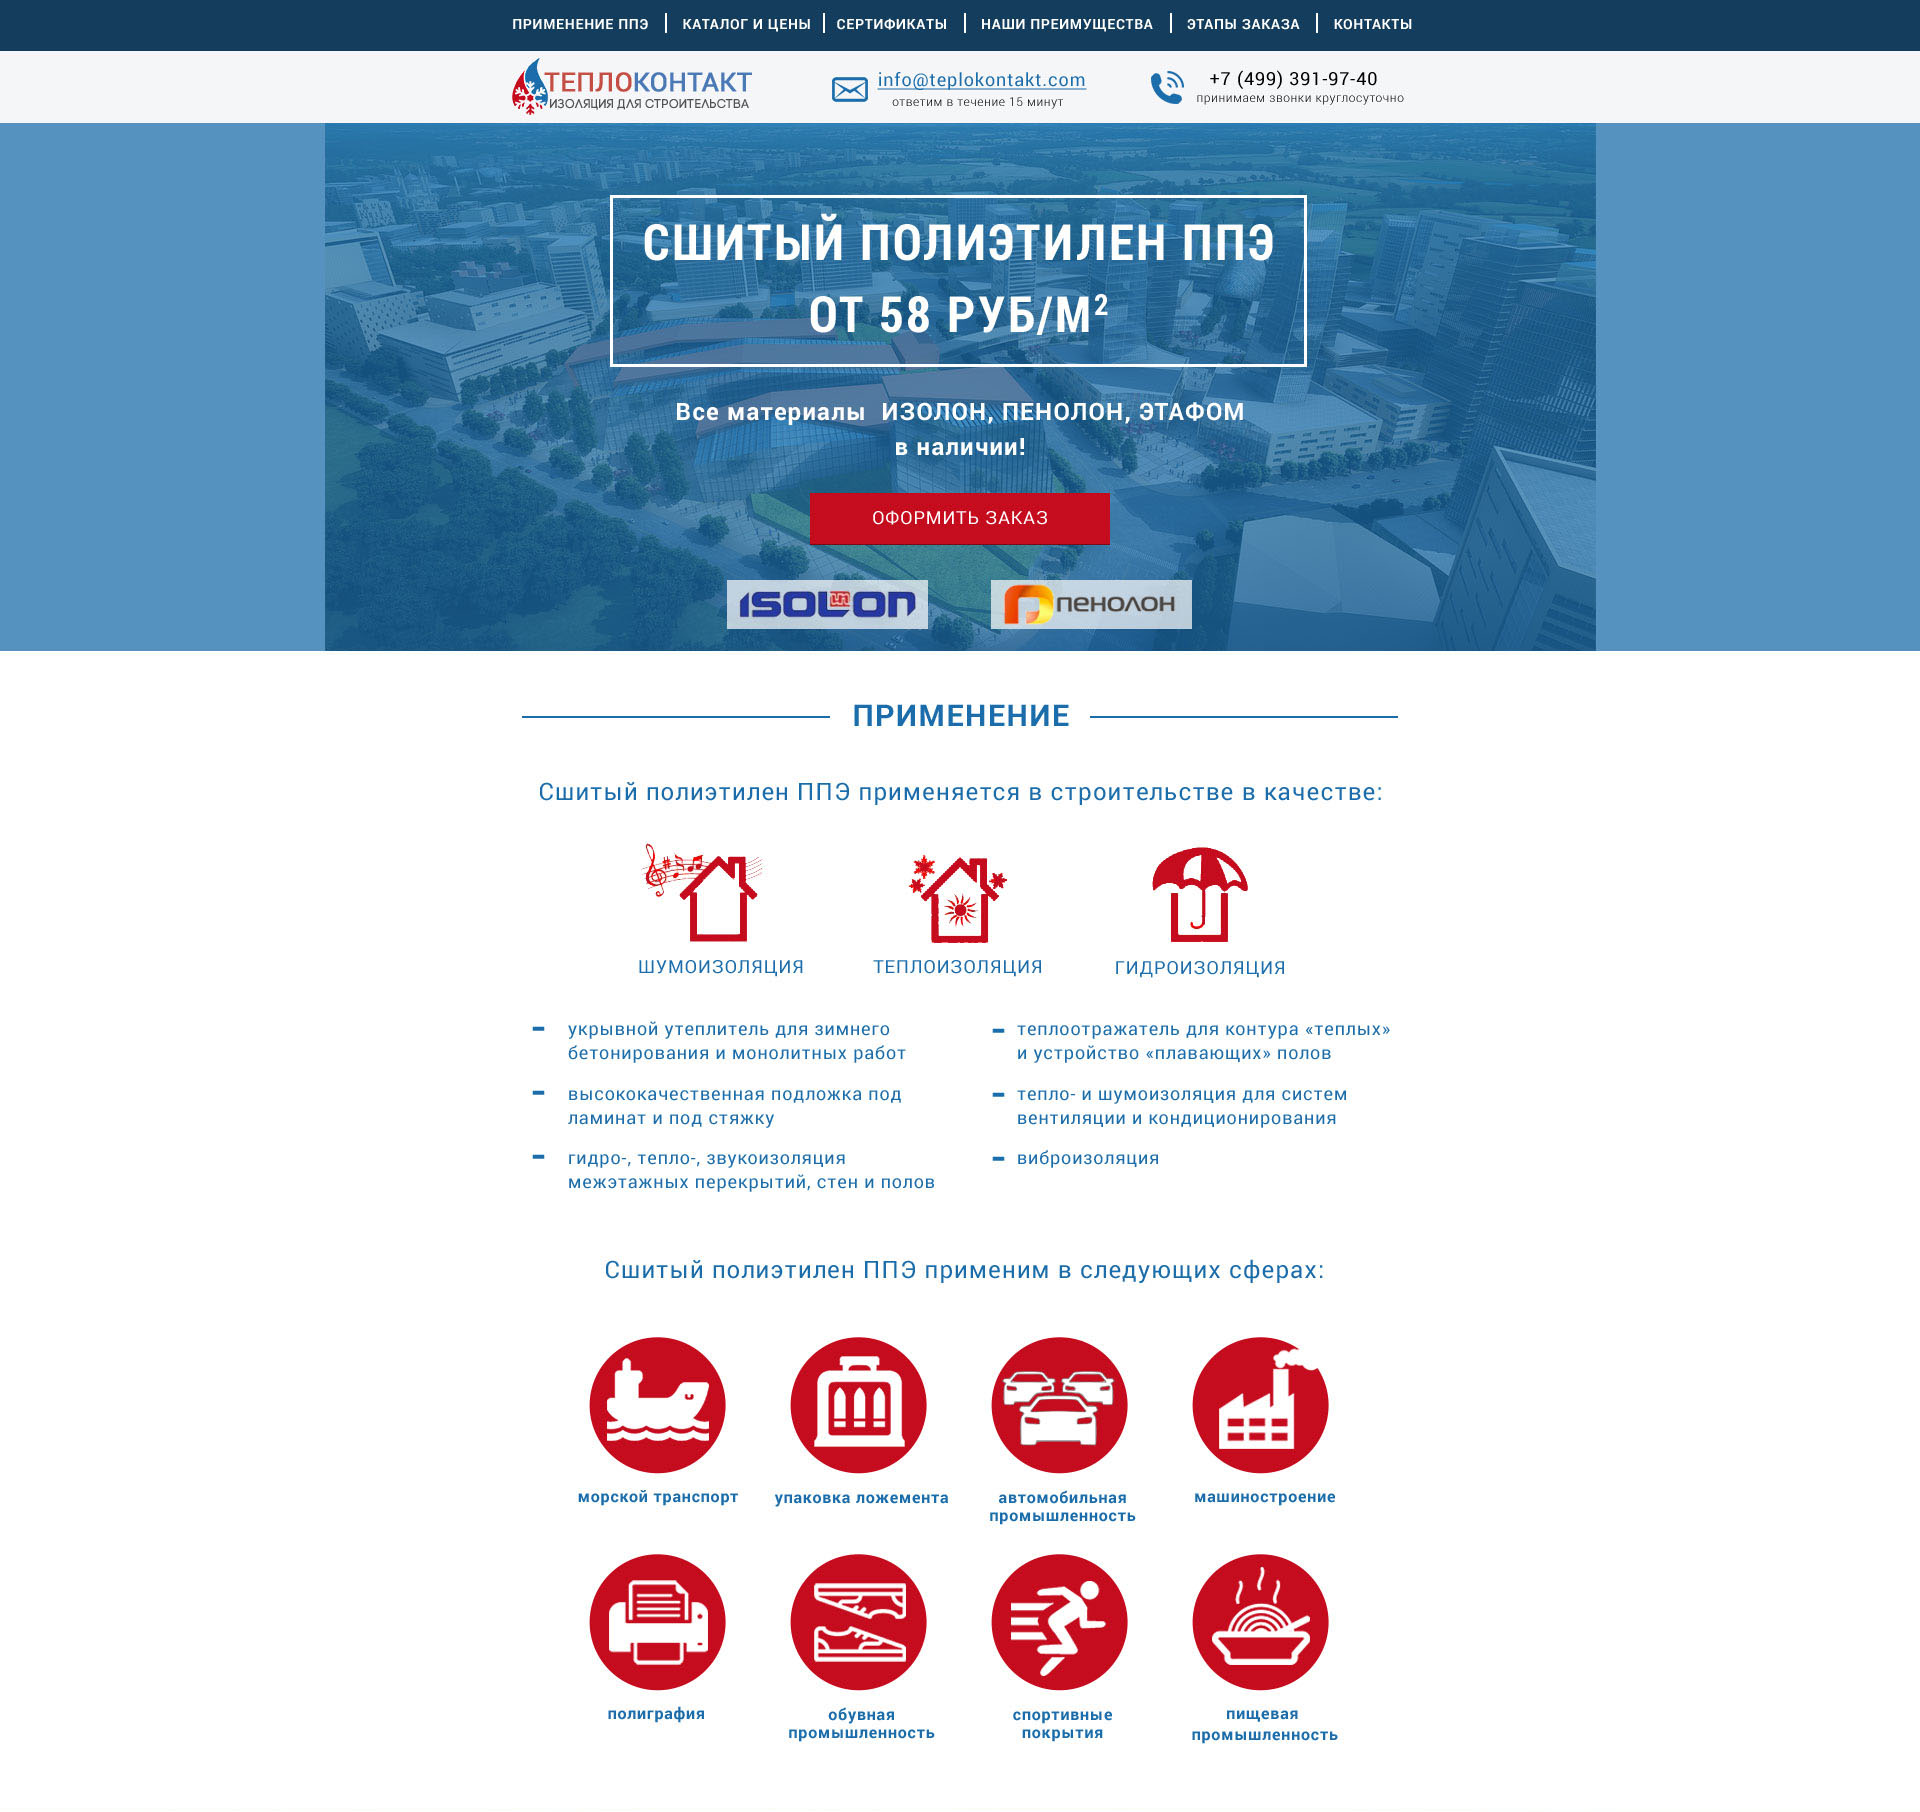 ПРИМЕНЕНИЕ ППЭ
КАТАЛОГ И ЦЕНЫ
СЕРТИФИКАТЫ
НАШИ ПРЕИМУЩЕСТВА
ЭТАПЫ ЗАКАЗА
КОНТАКТЫ
ТЕПЛОКОНТАКТ
ИЗОЛЯЦИЯ ДЛЯ СТРОИТЕЛЬСТВА
info@teplokontakt.com
ответим в течение 15 минут
+7 (499) 391-97-40
принимаем звонки круглосуточно
СШИТЫЙ ПОЛИЭТИЛЕН ППЭ
ОТ 58 РУБ/М²
Все материалы ИЗОЛОН, ПЕНОЛОН, ЭТАФОМ
в наличии!
ОФОРМИТЬ ЗАКАЗ
ISOLON
ПЕНОЛОН
ПРИМЕНЕНИЕ
Сшитый полиэтилен ППЭ применяется в строительстве в качестве:
ШУМОИЗОЛЯЦИЯ
ТЕПЛОИЗОЛЯЦИЯ
ГИДРОИЗОЛЯЦИЯ
- укрывной утеплитель для зимнего
бетонирования и монолитных работ
- высококачественная подложка под
ламинат и под стяжку
- гидро-, тепло-, звукоизоляция
межэтажных перекрытий, стен и полов
- теплоотражатель для контура «теплых»
и устройство «плавающих» полов
- тепло- и шумоизоляция для систем
вентиляции и кондиционирования
- виброизоляция
Сшитый полиэтилен ППЭ применим в следующих сферах:
морской транспорт
упаковка ложемента
автомобильная
промышленность
машиностроение
полиграфия
обувная
промышленность
спортивные
покрытия
пищевая
промышленность